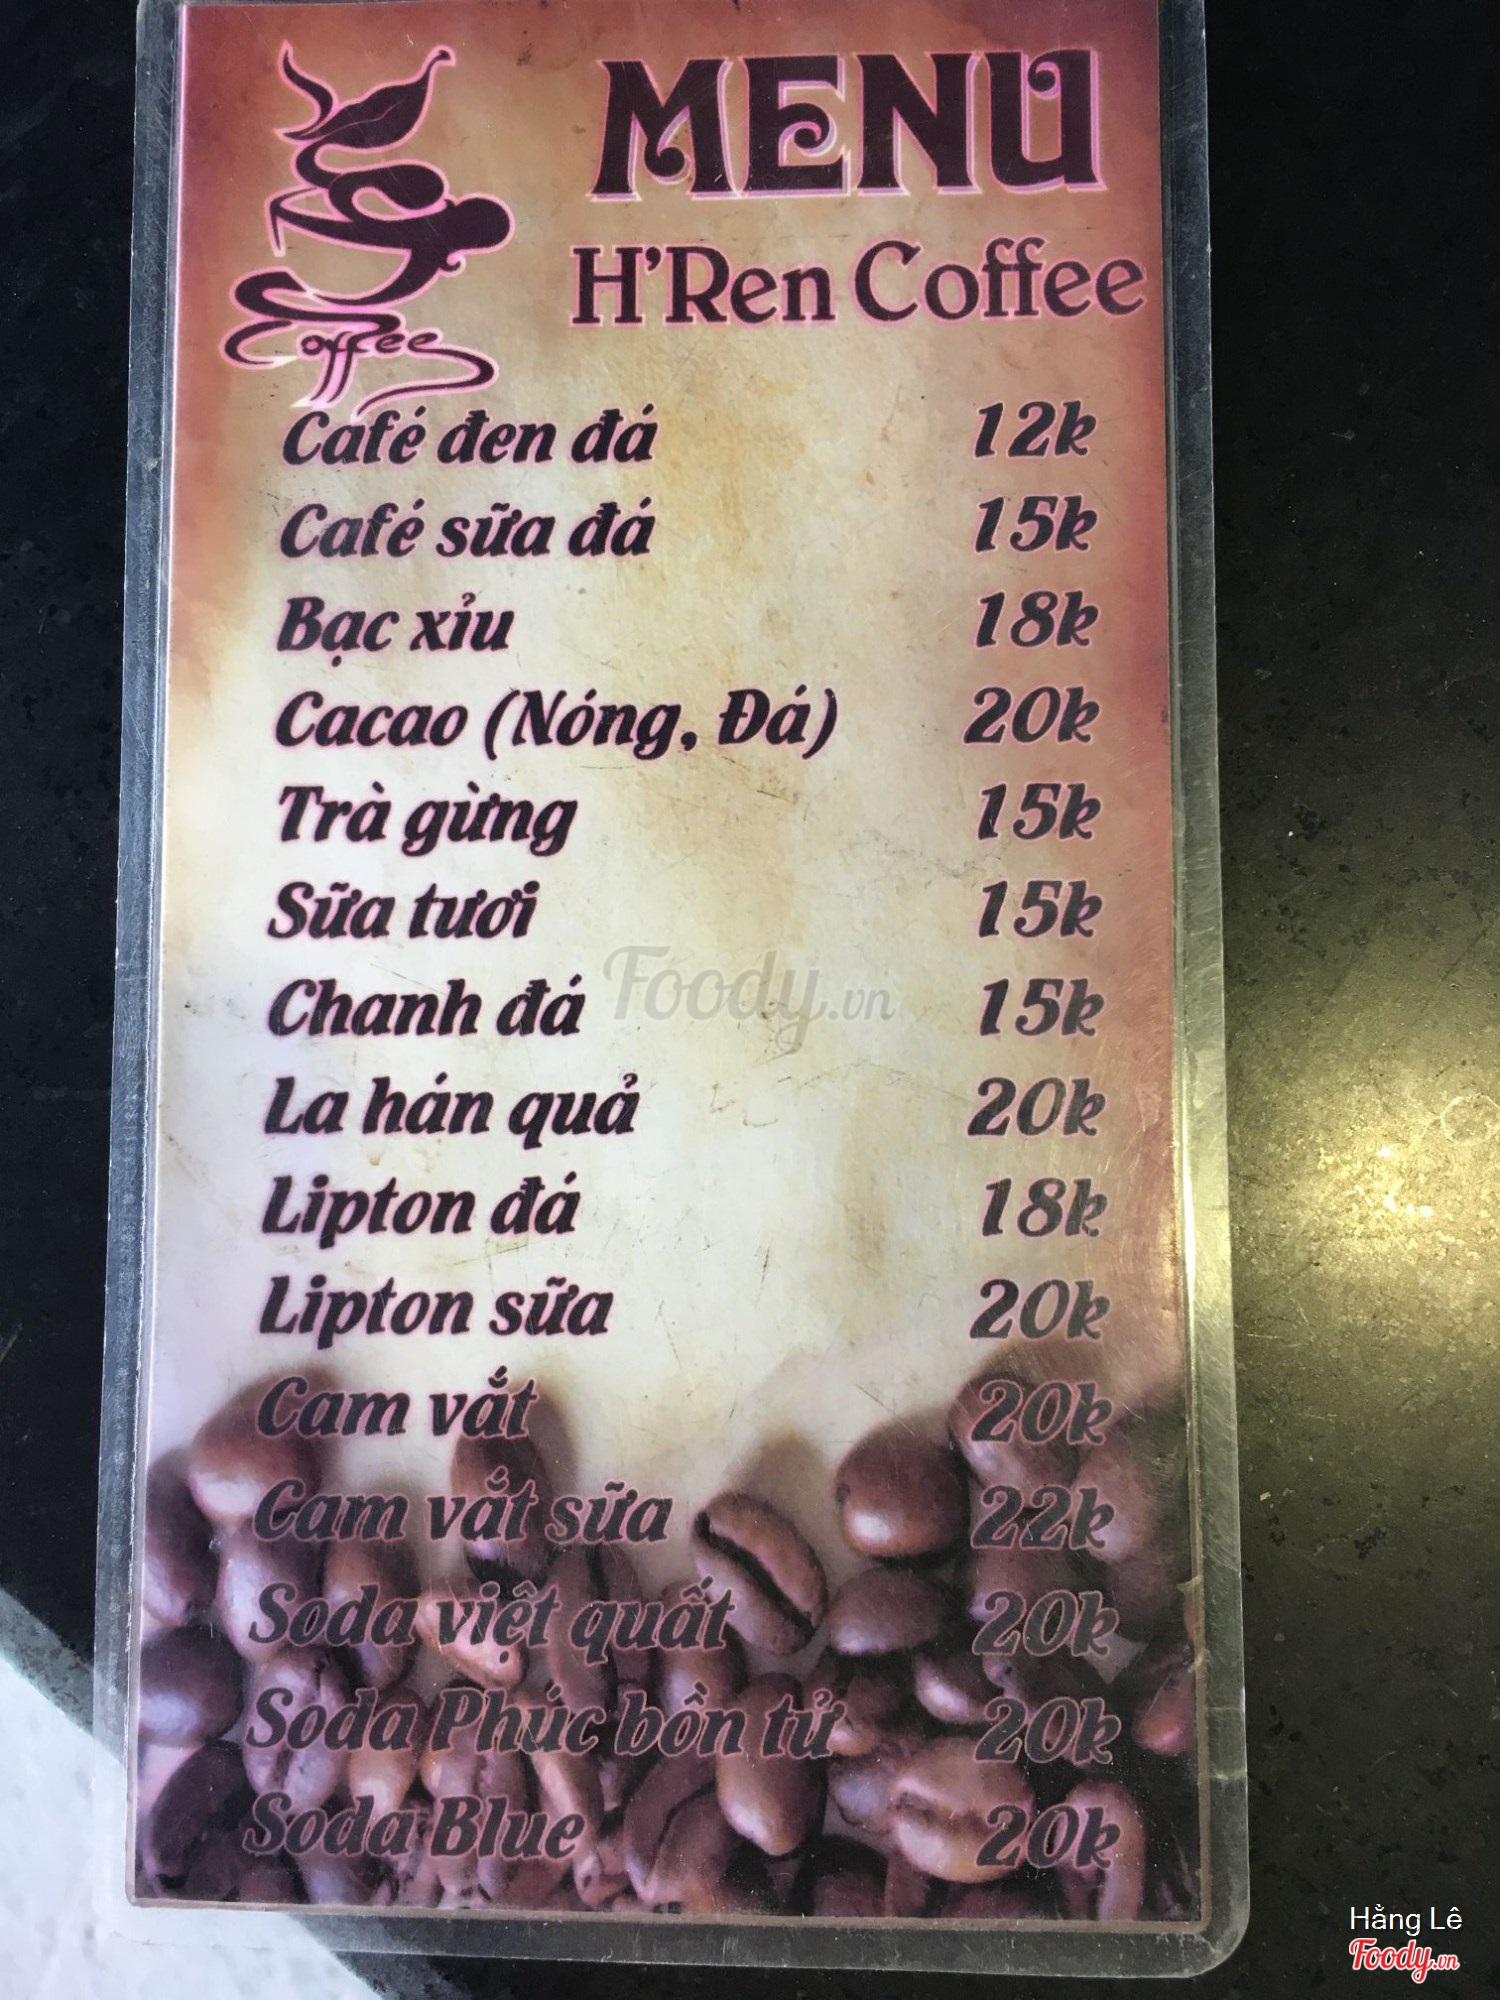 MENU
H'Ren Coffee
Coffee
Café đen đá 12k
Café sữa đá 15k
Bạc xỉu 18k
Cacao (Nóng, Đá) 20k
Trà gừng 15k
Sữa tươi 15k
Foody.vn
Chanh đá 15k
La hán quả 20k
Lipton đá 18k
Lipton sữa 20k
Cam vắt 20k
Cam vắt sữa 22k
Soda việt quất 20k
Soda Phúc bồn tử 20k
Soda Blue 20k
Hằng Lê
Foody.vn